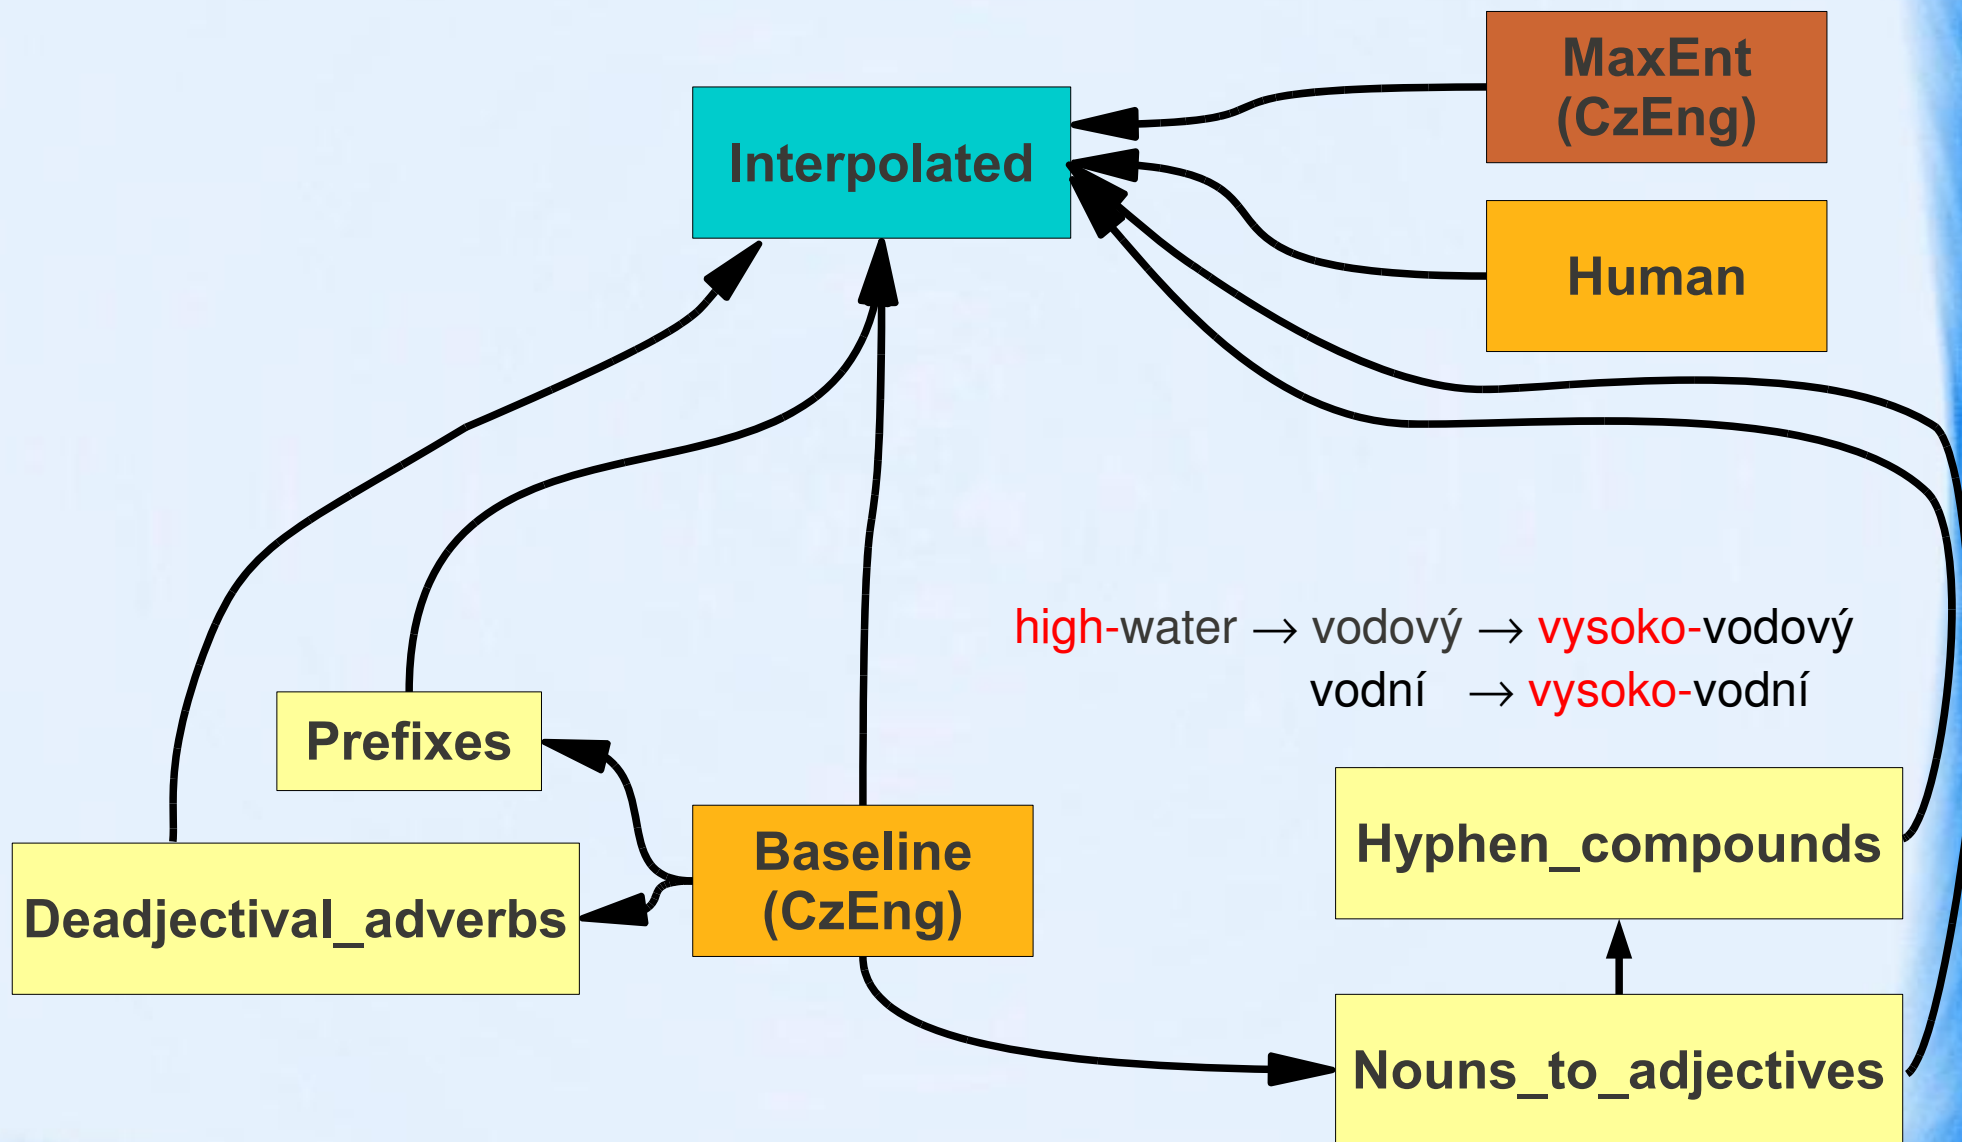 MaxEnt
(CzEng)
Interpolated
Human
high-water → vodový → vysoko-vodový
vodní → vysoko-vodní
Prefixes
Baseline
(CzEng)
Hyphen_compounds
Deadjectival_adverbs
Nouns_to_adjectives